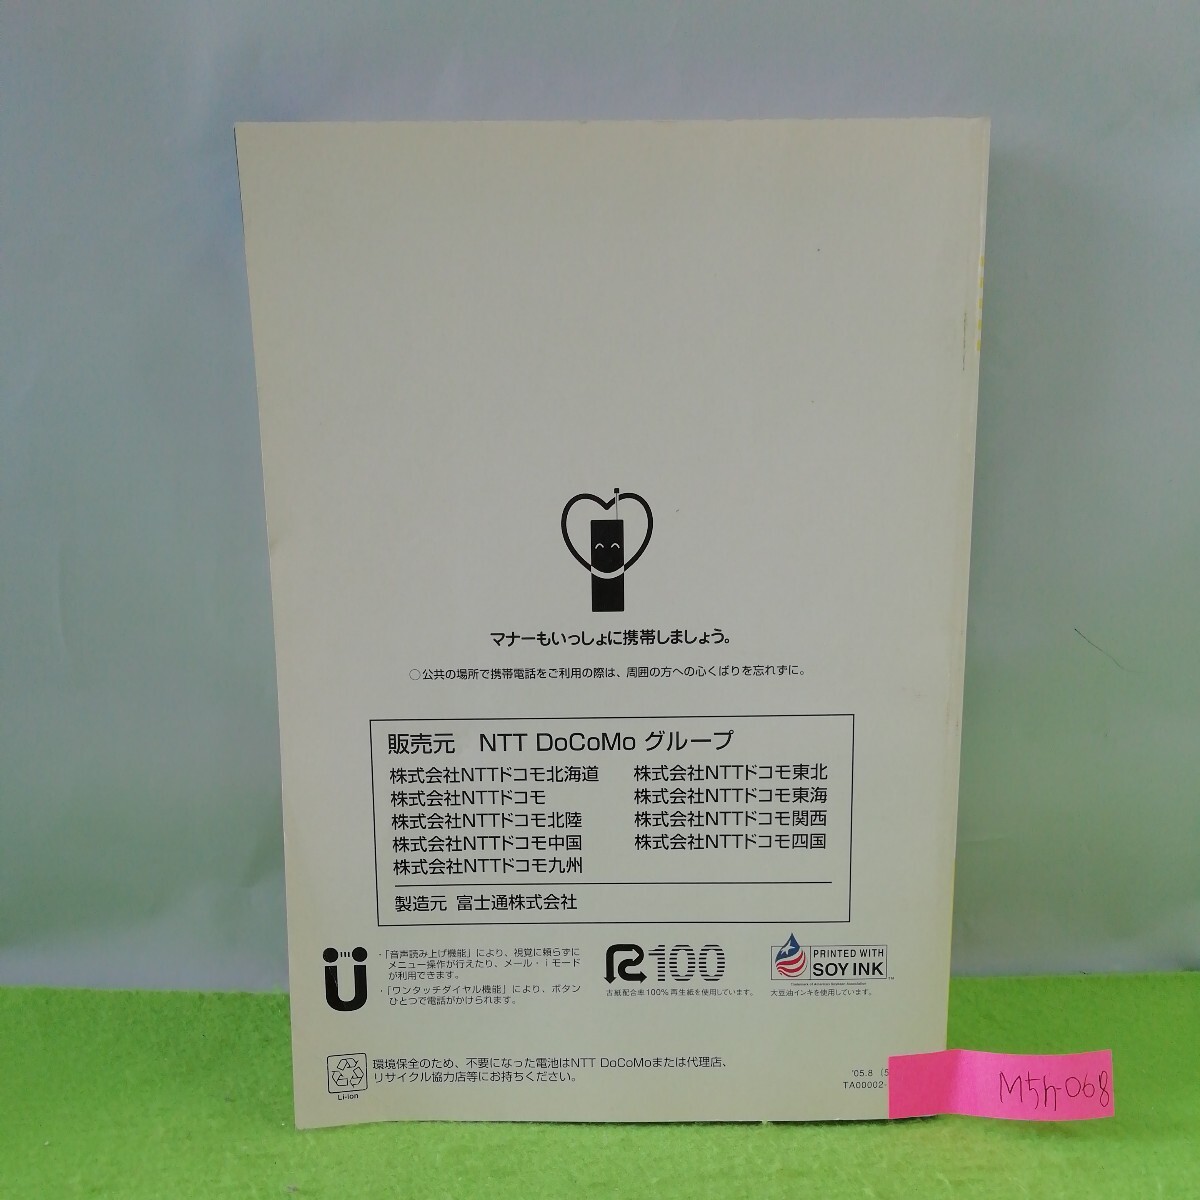 マナーもいっしょに携帯しましょう。
○公共の場所で携帯電話をご利用の際は、周囲の方への心くばりを忘れずに。
販売元 NTT DoCoMo グループ
株式会社NTTドコモ北海道 株式会社NTTドコモ東北
株式会社NTTドコモ 株式会社NTTドコモ東海
株式会社NTTドコモ北陸 株式会社NTTドコモ関西
株式会社NTTドコモ中国 株式会社NTTドコモ四国
株式会社NTTドコモ九州
製造元 富士通株式会社
・「音声読み上げ機能」により、視覚に頼らずに
メニュー操作が行えたり、メール・iモード
が利用できます。
・「ワンタッチダイヤル機能」により、ボタン
ひとつで電話がかけられます。
R100
古紙配合率100%再生紙を使用しています。
PRINTED WITH
SOY INK
Trademark of American Soybean Association
大豆油インキを使用しています。
Li-ion
環境保全のため、不要になった電池はNTT DoCoMoまたは代理店、
リサイクル協力店等にお持ちください。
'05.8 (5
TA00002-
M5h-068